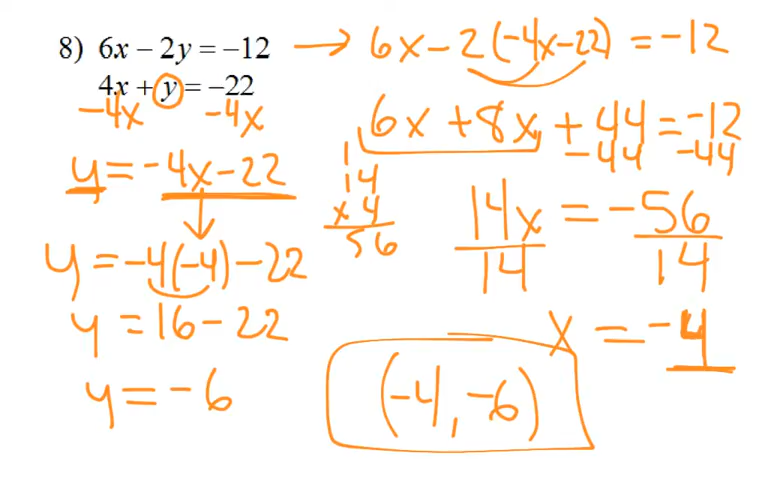 8) 6x − 2y = −12 → 6x − 2(−4x − 22) = −12
4x + y = −22
−4x −4x
y = −4x − 22
y = −4(−4) − 22
y = 16 − 22
y = −6
6x + 8x + 44 = −12
−44 −44
1
14
x 4
56
14x = −56
14 14
x = −4
(−4, −6)